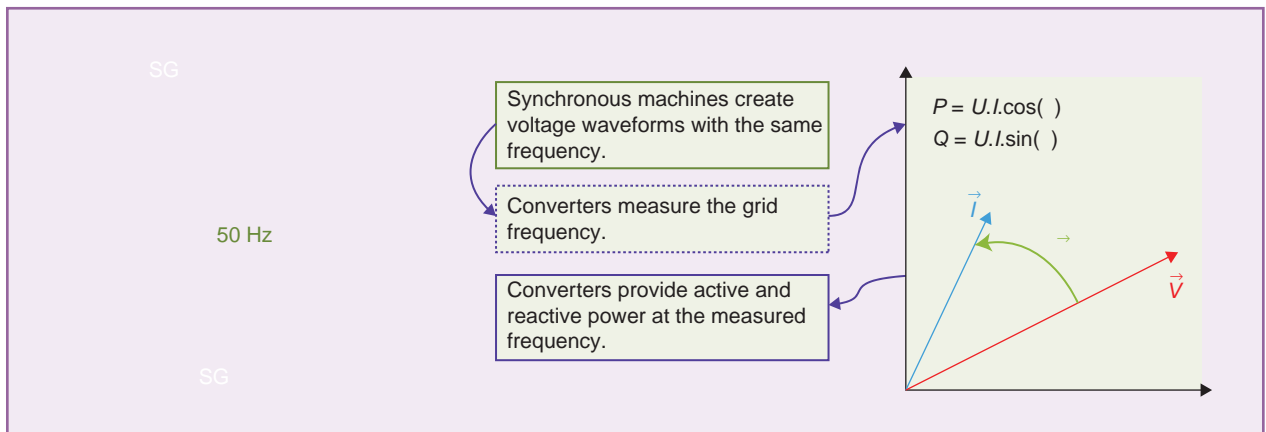 SG
50 Hz
SG
Synchronous machines create
voltage waveforms with the same
frequency.
Converters measure the grid
frequency.
Converters provide active and
reactive power at the measured
frequency.
P = U.I.cos( )
Q = U.I.sin( )
I
V